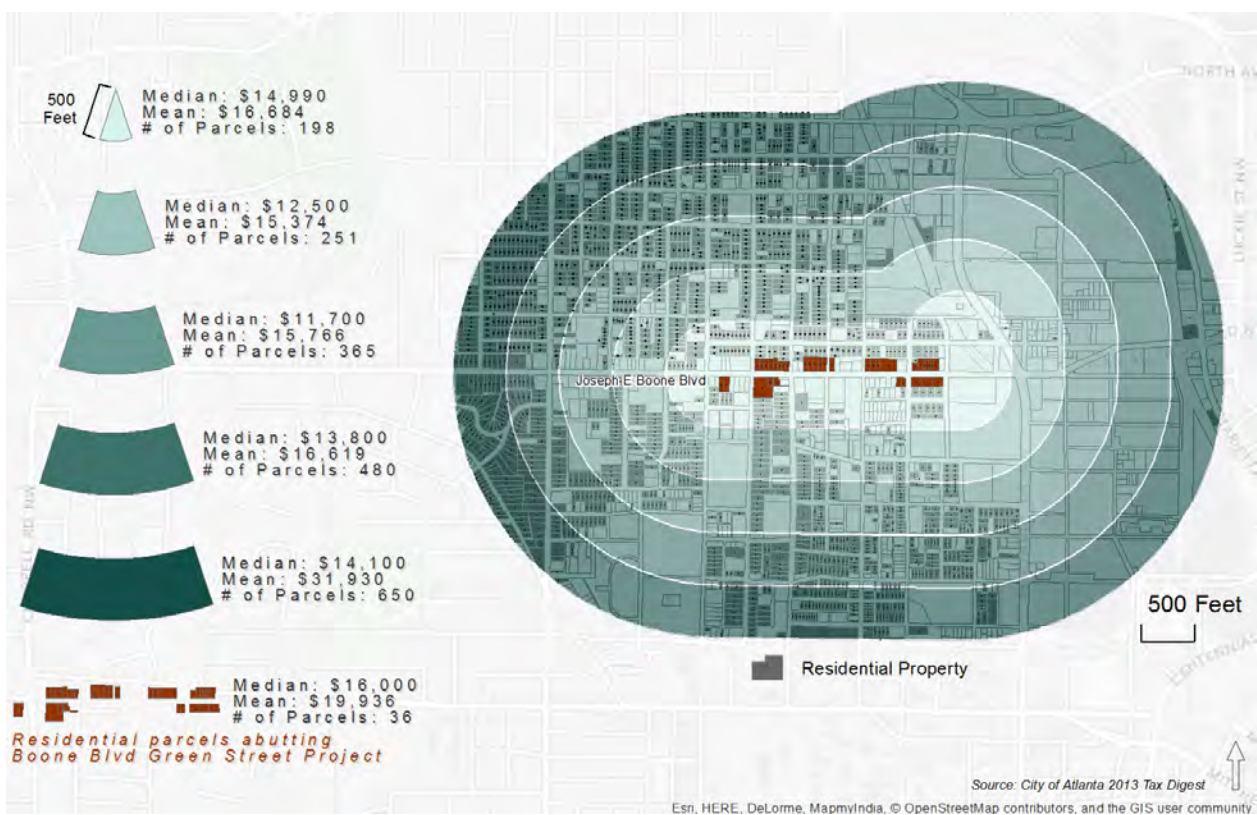 500
Feet
Median: $14,990
Mean: $16,684
# of Parcels: 198
Median: $12,500
Mean: $15,374
# of Parcels: 251
Median: $11,700
Mean: $15,766
# of Parcels: 365
Median: $13,800
Mean: $16,619
# of Parcels: 480
Median: $14,100
Mean: $31,930
# of Parcels: 650
Median: $16,000
Mean: $19,936
# of Parcels: 36
Residential parcels abutting
Boone Blvd Green Street Project
NORTH AV
LUCKIE ST NW
Joseph E Boone Blvd
500 Feet
Residential Property
Source: City of Atlanta 2013 Tax Digest
Esri, HERE, DeLorme, MapmyIndia, © OpenStreetMap contributors, and the GIS user community